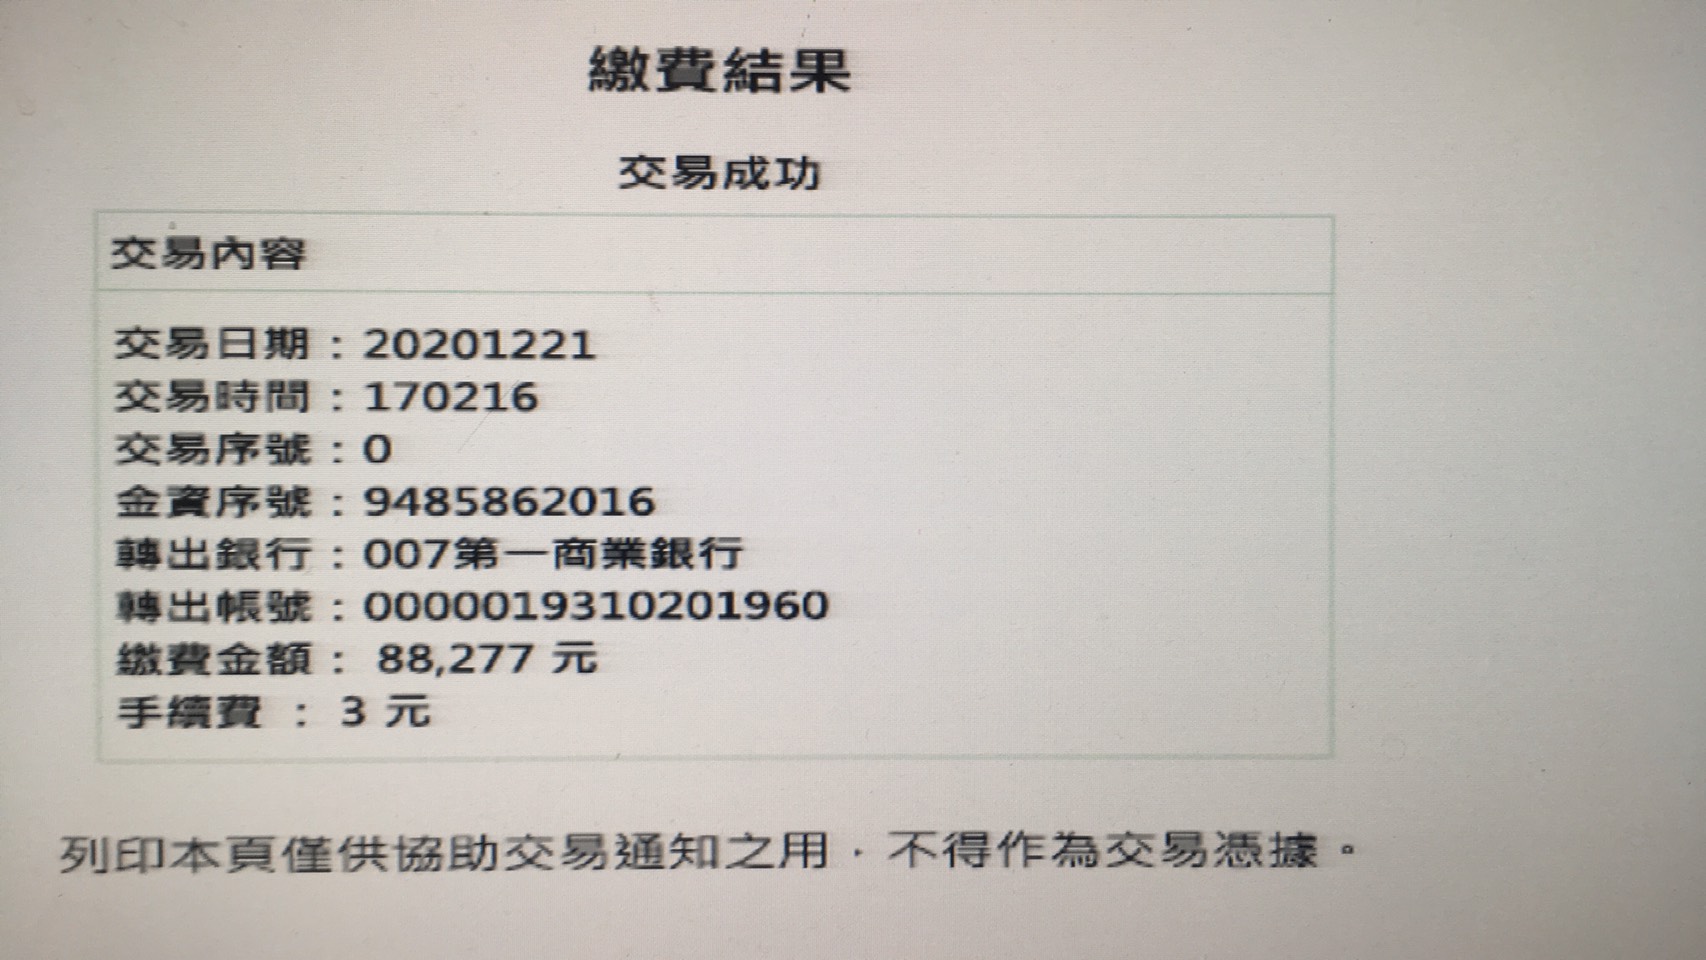 繳費結果
交易成功
交易內容
交易日期：20201221
交易時間：170216
交易序號：0
金資序號：9485862016
轉出銀行：007第一商業銀行
轉出帳號：0000019310201960
繳費金額： 88,277 元
手續費 ： 3 元
列印本頁僅供協助交易通知之用，不得作為交易憑據。